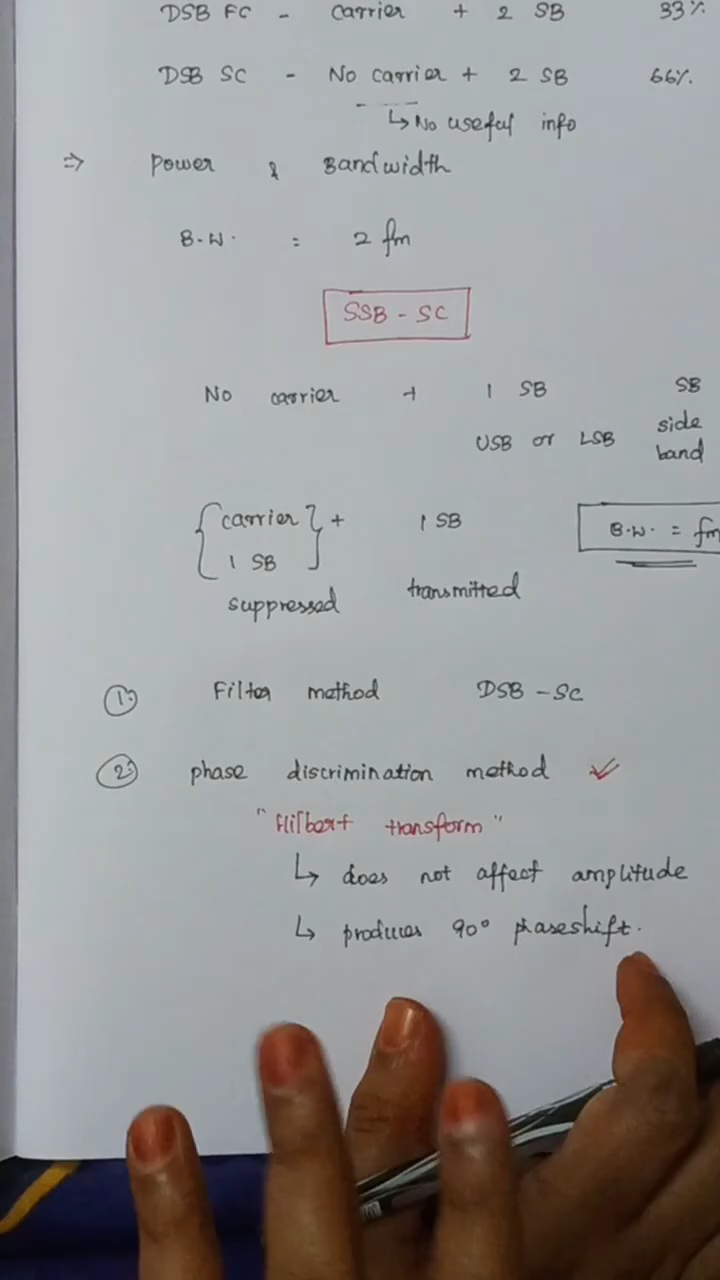 DSB FC - carrier + 2 SB 33%
DSB SC - No carrier + 2 SB 66%
↳ No useful info
⇒ power & Bandwidth
B.W. = 2 fm
SSB - SC
No carrier + 1 SB SB
USB or LSB side band
{carrier + 1 SB
1 SB} B.W. = fm
suppressed transmitted
1. Filter method DSB - SC
2. phase discrimination method ✓
"Hilbert transform"
↳ does not affect amplitude
↳ produces 90° phaseshift.